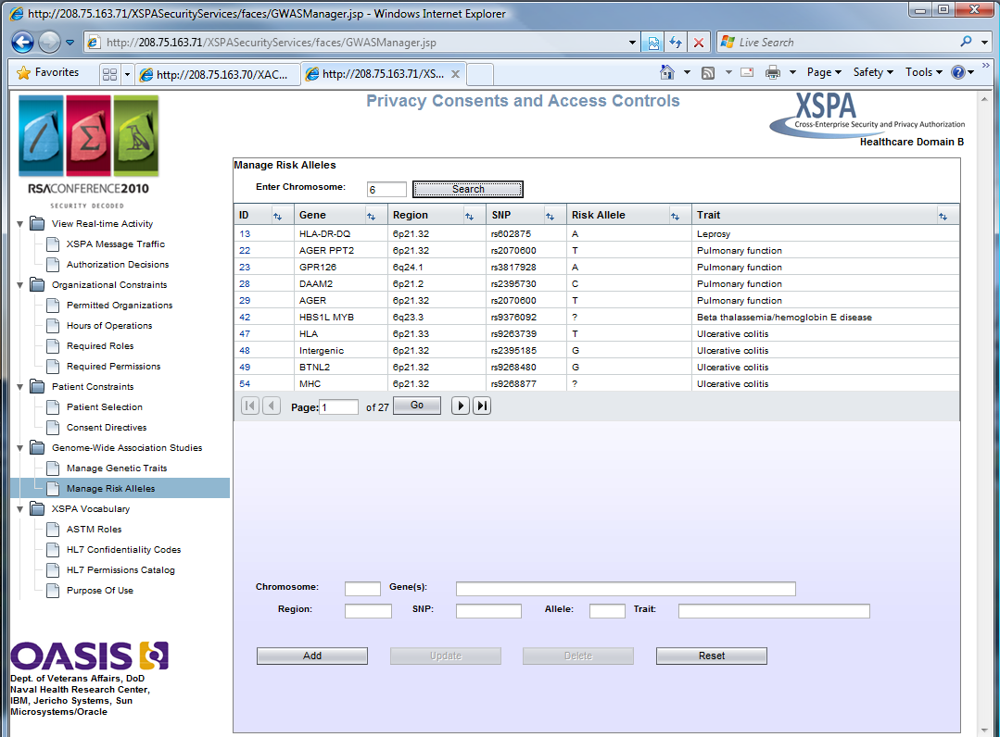 http://208.75.163.71/XSPASecurityServices/faces/GWASManager.jsp - Windows Internet Explorer
http://208.75.163.71/XSPASecurityServices/faces/GWASManager.jsp
Live Search
Favorites
http://208.75.163.70/XAC...
http://208.75.163.71/XS...
Page
Safety
Tools
RSACONFERENCE2010
SECURITY DECODED
Privacy Consents and Access Controls
XSPA
Cross-Enterprise Security and Privacy Authorization
Healthcare Domain B
View Real-time Activity
XSPA Message Traffic
Authorization Decisions
Organizational Constraints
Permitted Organizations
Hours of Operations
Required Roles
Required Permissions
Patient Constraints
Patient Selection
Consent Directives
Genome-Wide Association Studies
Manage Genetic Traits
Manage Risk Alleles
XSPA Vocabulary
ASTM Roles
HL7 Confidentiality Codes
HL7 Permissions Catalog
Purpose Of Use
OASIS
Dept. of Veterans Affairs, DoD
Naval Health Research Center,
IBM, Jericho Systems, Sun
Microsystems/Oracle
Manage Risk Alleles
Enter Chromosome: 6 Search
ID Gene Region SNP Risk Allele Trait
13 HLA-DR-DQ 6p21.32 rs602875 A Leprosy
22 AGER PPT2 6p21.32 rs2070600 T Pulmonary function
23 GPR126 6q24.1 rs3817928 A Pulmonary function
28 DAAM2 6p21.2 rs2395730 C Pulmonary function
29 AGER 6p21.32 rs2070600 T Pulmonary function
42 HBS1L MYB 6q23.3 rs9376092 ? Beta thalassemia/hemoglobin E disease
47 HLA 6p21.33 rs9263739 T Ulcerative colitis
48 Intergenic 6p21.32 rs2395185 G Ulcerative colitis
49 BTNL2 6p21.32 rs9268480 G Ulcerative colitis
54 MHC 6p21.32 rs9268877 ? Ulcerative colitis
Page: 1 of 27 Go
Chromosome: Gene(s):
Region: SNP: Allele: Trait:
Add Update Delete Reset